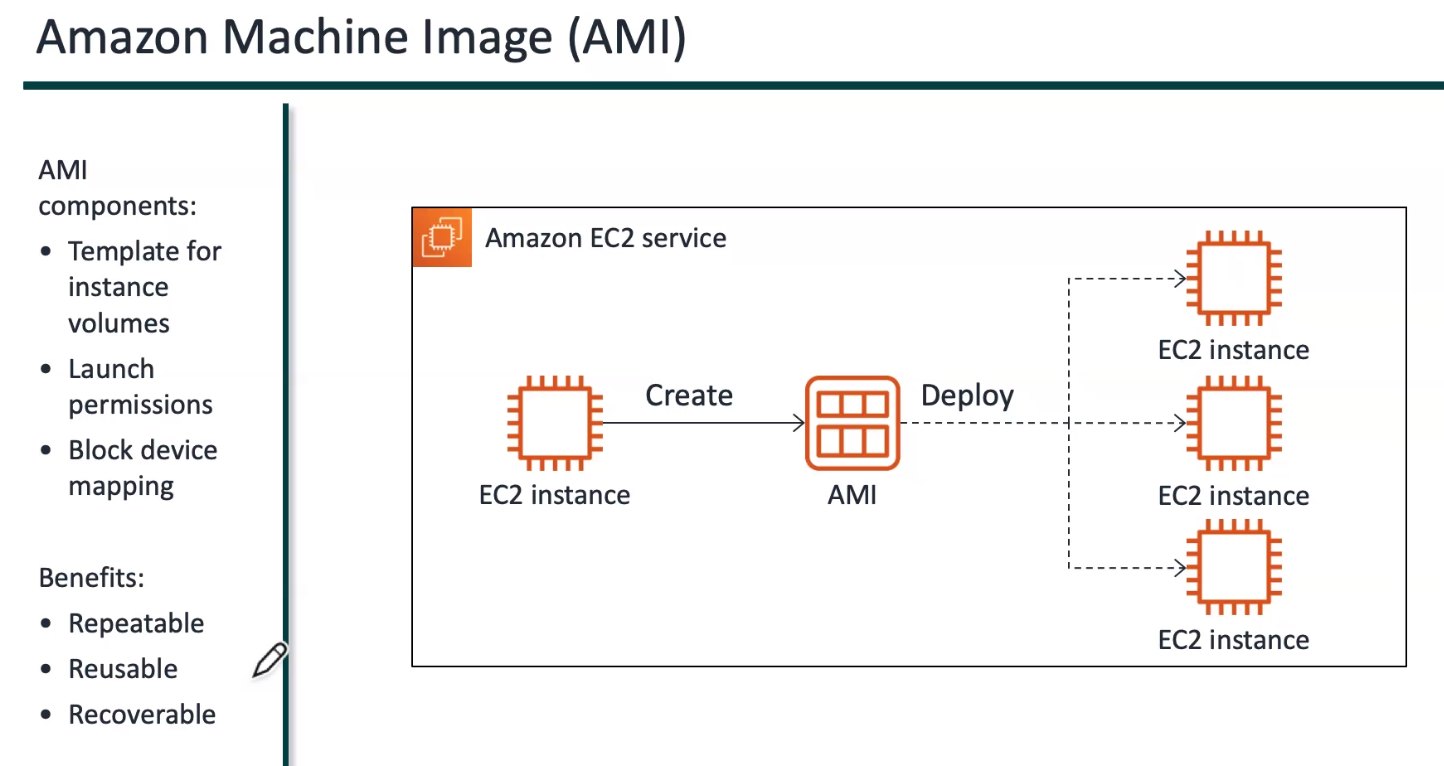 Amazon Machine Image (AMI)
AMI
components:
• Template for
instance
volumes
• Launch
permissions
• Block device
mapping
Benefits:
• Repeatable
• Reusable
• Recoverable
Amazon EC2 service
EC2 instance
Create
AMI
Deploy
EC2 instance
EC2 instance
EC2 instance